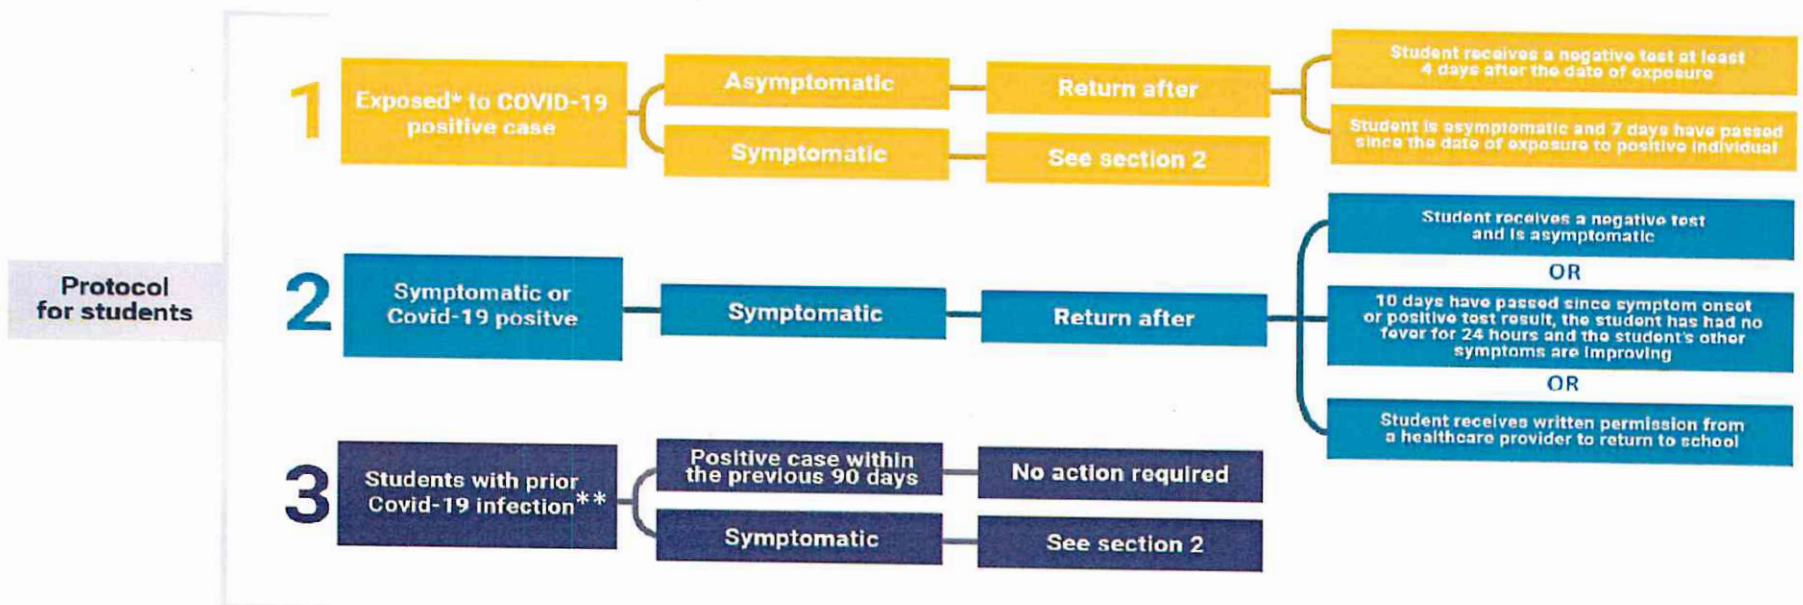 Protocol
for students
1
Exposed* to COVID-19
positive case
Asymptomatic
Return after
Student receives a negative test at least
4 days after the date of exposure
Student is asymptomatic and 7 days have passed
since the date of exposure to positive individual
Symptomatic
See section 2
2
Symptomatic or
Covid-19 positve
Symptomatic
Return after
Student receives a negative test
and is asymptomatic
OR
10 days have passed since symptom onset
or positive test result, the student has had no
fever for 24 hours and the student's other
symptoms are improving
OR
Student receives written permission from
a healthcare provider to return to school
3
Students with prior
Covid-19 infection**
Positive case within
the previous 90 days
No action required
Symptomatic
See section 2